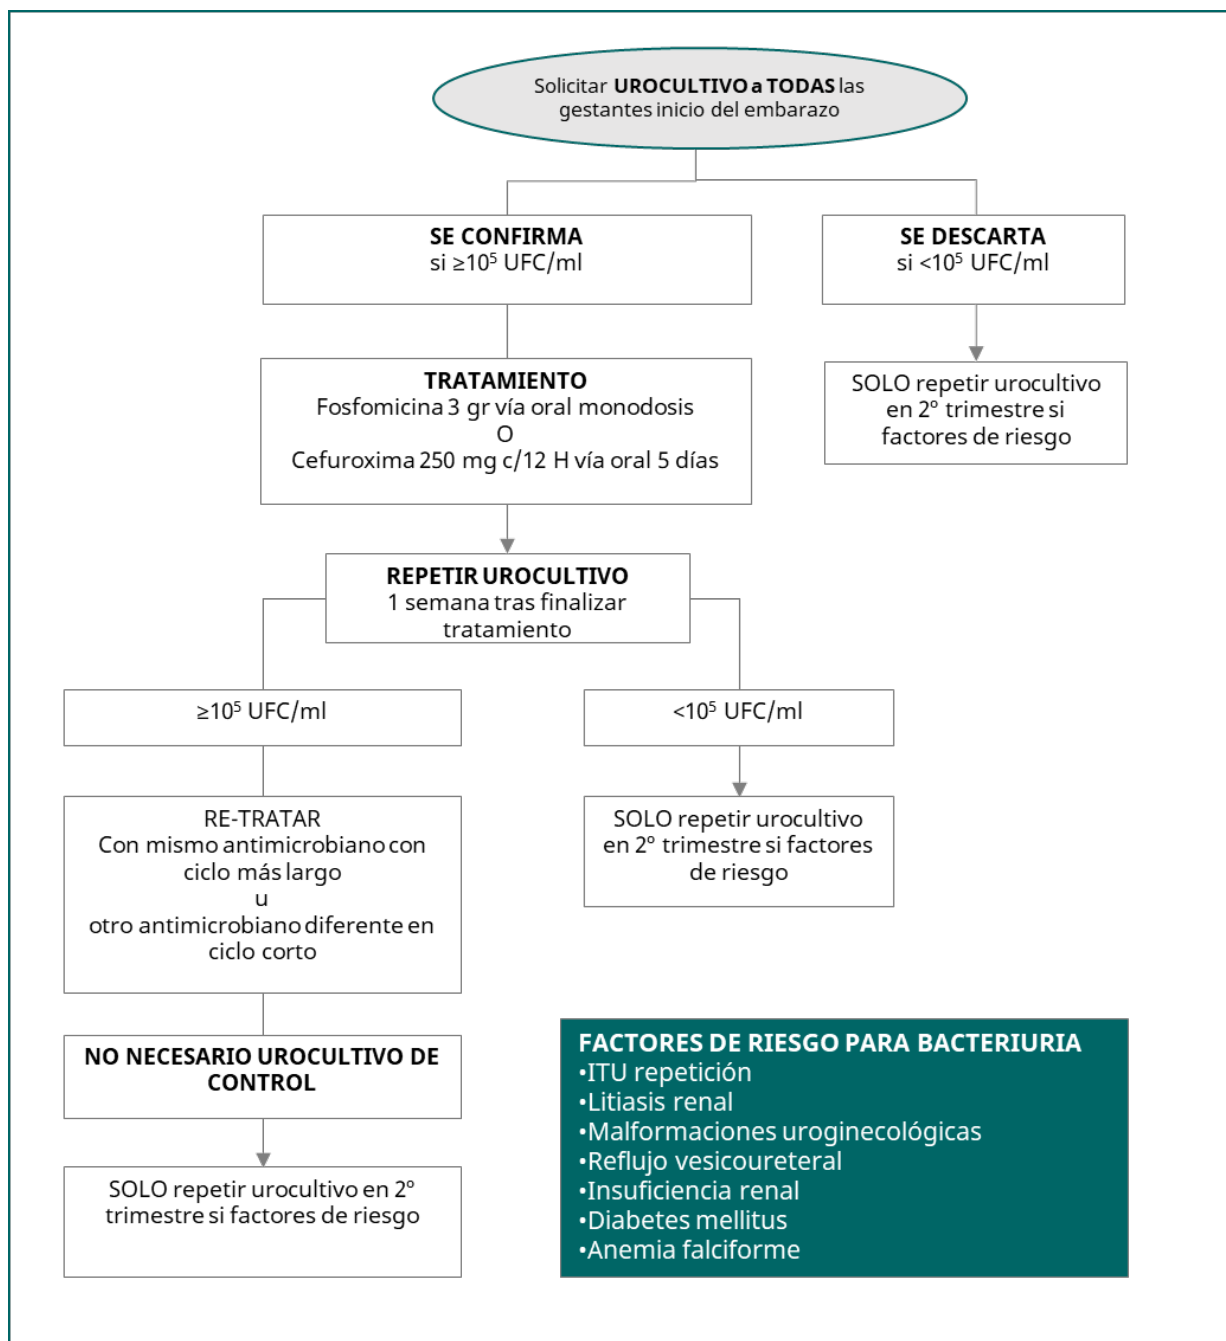 Solicitar UROCULTIVO a TODAS las
gestantes inicio del embarazo
SE CONFIRMA
si ≥10⁵ UFC/ml
SE DESCARTA
si <10⁵ UFC/ml
TRATAMIENTO
Fosfomicina 3 gr vía oral monodosis
O
Cefuroxima 250 mg c/12 H vía oral 5 días
SOLO repetir urocultivo
en 2º trimestre si
factores de riesgo
REPETIR UROCULTIVO
1 semana tras finalizar
tratamiento
≥10⁵ UFC/ml
<10⁵ UFC/ml
RE-TRATAR
Con mismo antimicrobiano con
ciclo más largo
u
otro antimicrobiano diferente en
ciclo corto
SOLO repetir urocultivo
en 2º trimestre si factores
de riesgo
NO NECESARIO UROCULTIVO DE
CONTROL
SOLO repetir urocultivo en 2º
trimestre si factores de riesgo
FACTORES DE RIESGO PARA BACTERIURIA
•ITU repetición
•Litiasis renal
•Malformaciones uroginecológicas
•Reflujo vesicoureteral
•Insuficiencia renal
•Diabetes mellitus
•Anemia falciforme